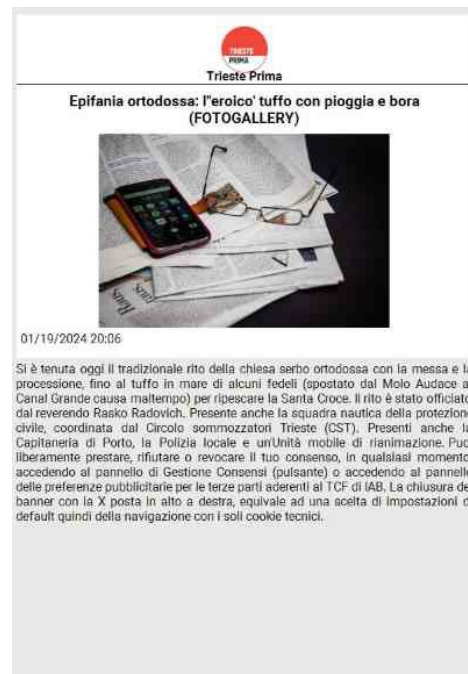 TRIESTE
PRIMA
Trieste Prima
Epifania ortodossa: l'"eroico' tuffo con pioggia e bora
(FOTOGALLERY)
01/19/2024 20:06
Si è tenuta oggi il tradizionale rito della chiesa serbo ortodossa con la messa e la
processione, fino al tuffo in mare di alcuni fedeli (spostato dal Molo Audace a
Canal Grande causa maltempo) per ripescare la Santa Croce. Il rito è stato officiato
dal reverendo Rasko Radovich. Presente anche la squadra nautica della protezion
civile, coordinata dal Circolo sommozzatori Trieste (CST). Presenti anche la
Capitaneria di Porto, la Polizia locale e un'Unità mobile di rianimazione. Puo
liberamente prestare, rifiutare o revocare il tuo consenso, in qualsiasi momento
accedendo al pannello di Gestione Consensi (pulsante) o accedendo al pannello
delle preferenze pubblicitarie per le terze parti aderenti al TCF di IAB. La chiusura de
banner con la X posta in alto a destra, equivale ad una scelta di impostazioni d
default quindi della navigazione con i soli cookie tecnici.